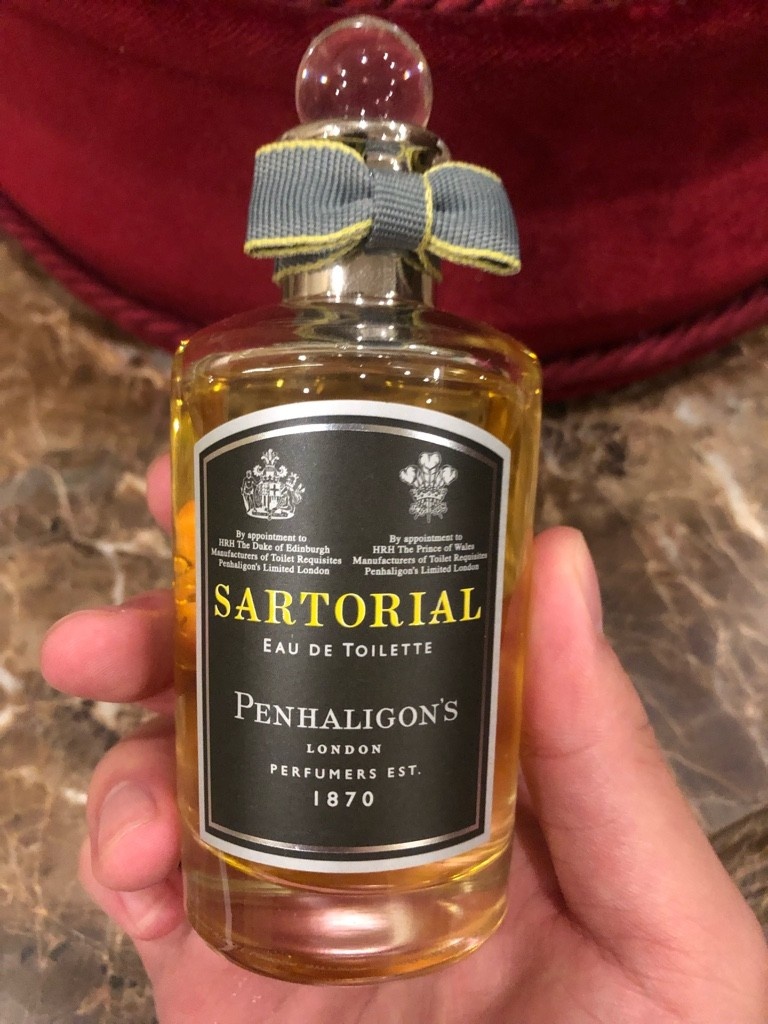 By appointment to
HRH The Duke of Edinburgh
Manufacturers of Toilet Requisites
Penhaligon's Limited London
By appointment to
HRH The Prince of Wales
Manufacturers of Toilet Requisites
Penhaligon's Limited London
SARTORIAL
EAU DE TOILETTE
PENHALIGON'S
LONDON
PERFUMERS EST.
1870